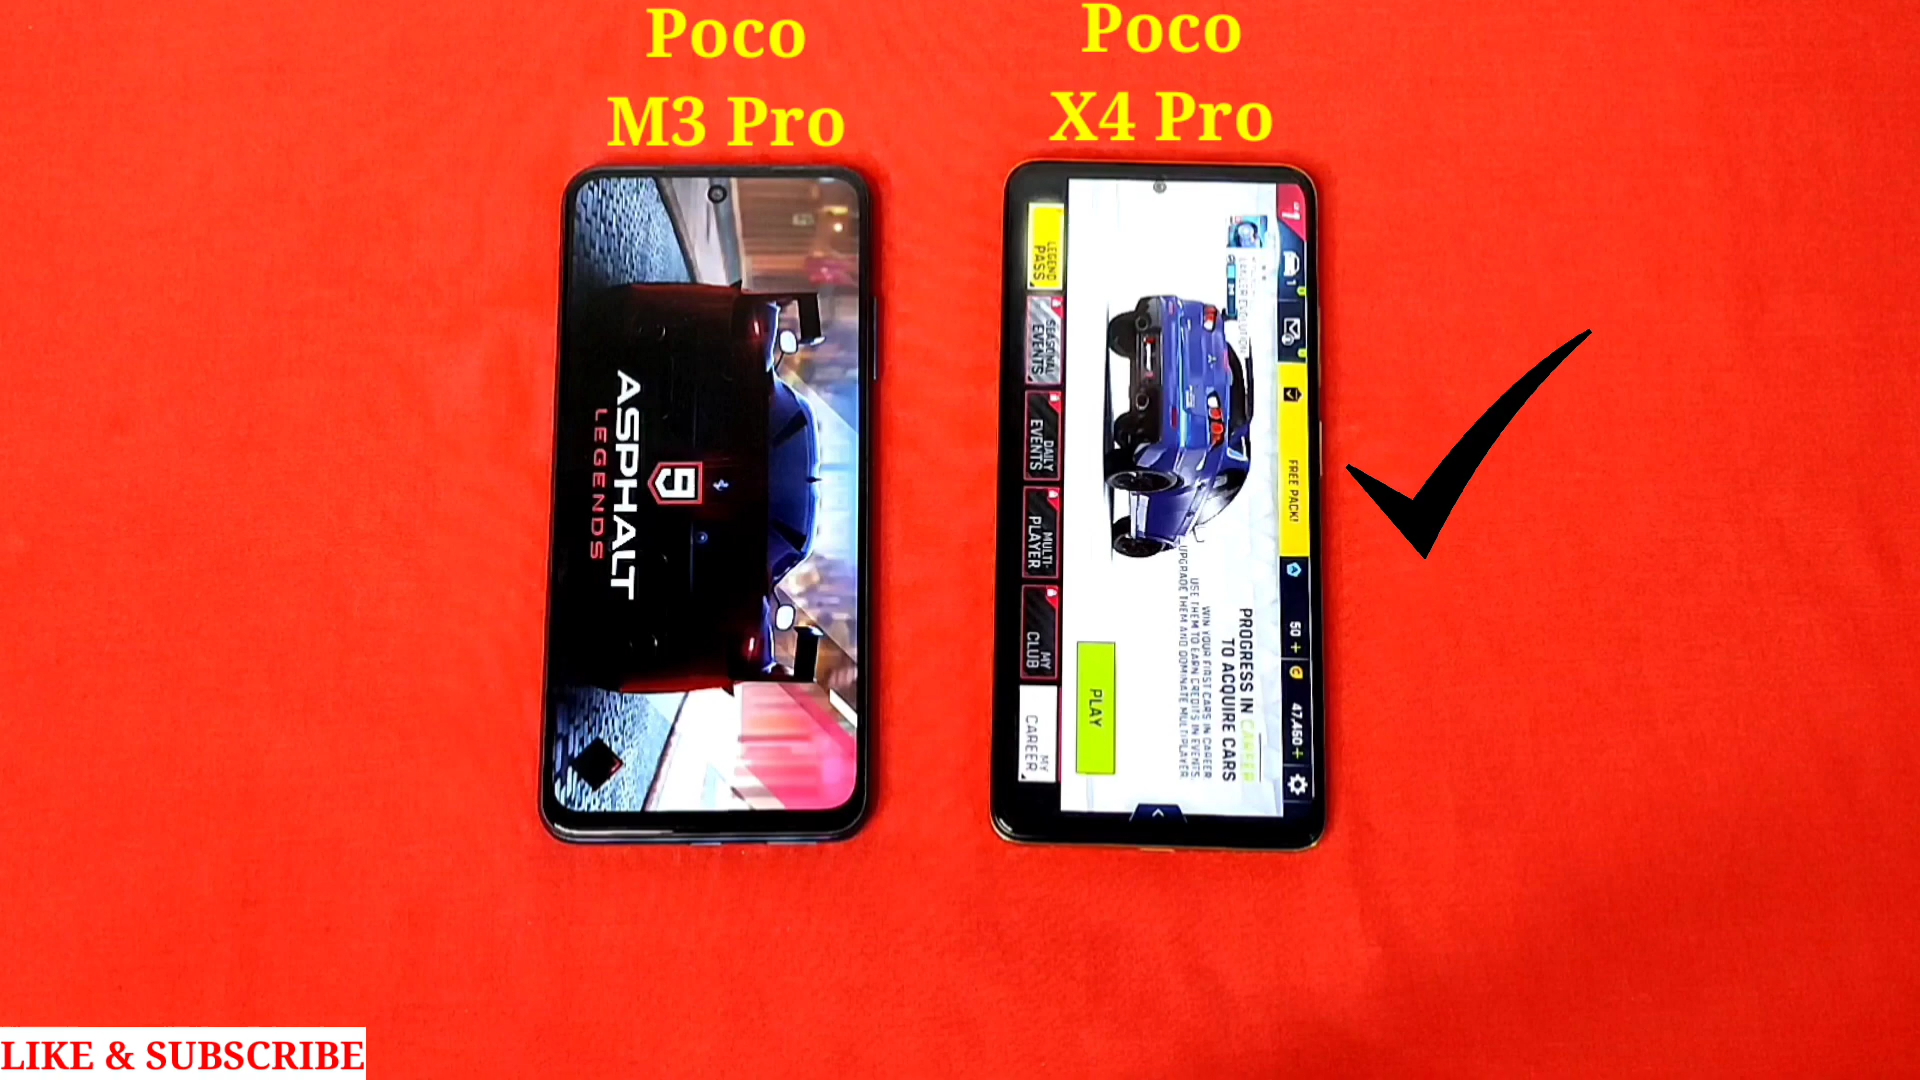 Poco
M3 Pro
Poco
X4 Pro
ASPHALT
9
LEGENDS
1
1
FREE PACK!
50 +
47,450 +
PROGRESS IN CAREER
TO ACQUIRE CARS
WIN YOUR FIRST CARS IN CAREER
USE THEM TO EARN CREDITS IN EVENTS,
UPGRADE THEM AND DOMINATE MULTIPLAYER
PLAY
LEGEND
PASS
SEASONAL
EVENTS
DAILY
EVENTS
MULTI-
PLAYER
MY
CLUB
MY
CAREER
LIKE & SUBSCRIBE